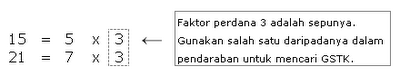 Faktor perdana 3 adalah sepunya.
15 = 5 x 3 ← Gunakan salah satu daripadanya dalam
21 = 7 x 3 pendaraban untuk mencari GSTK.